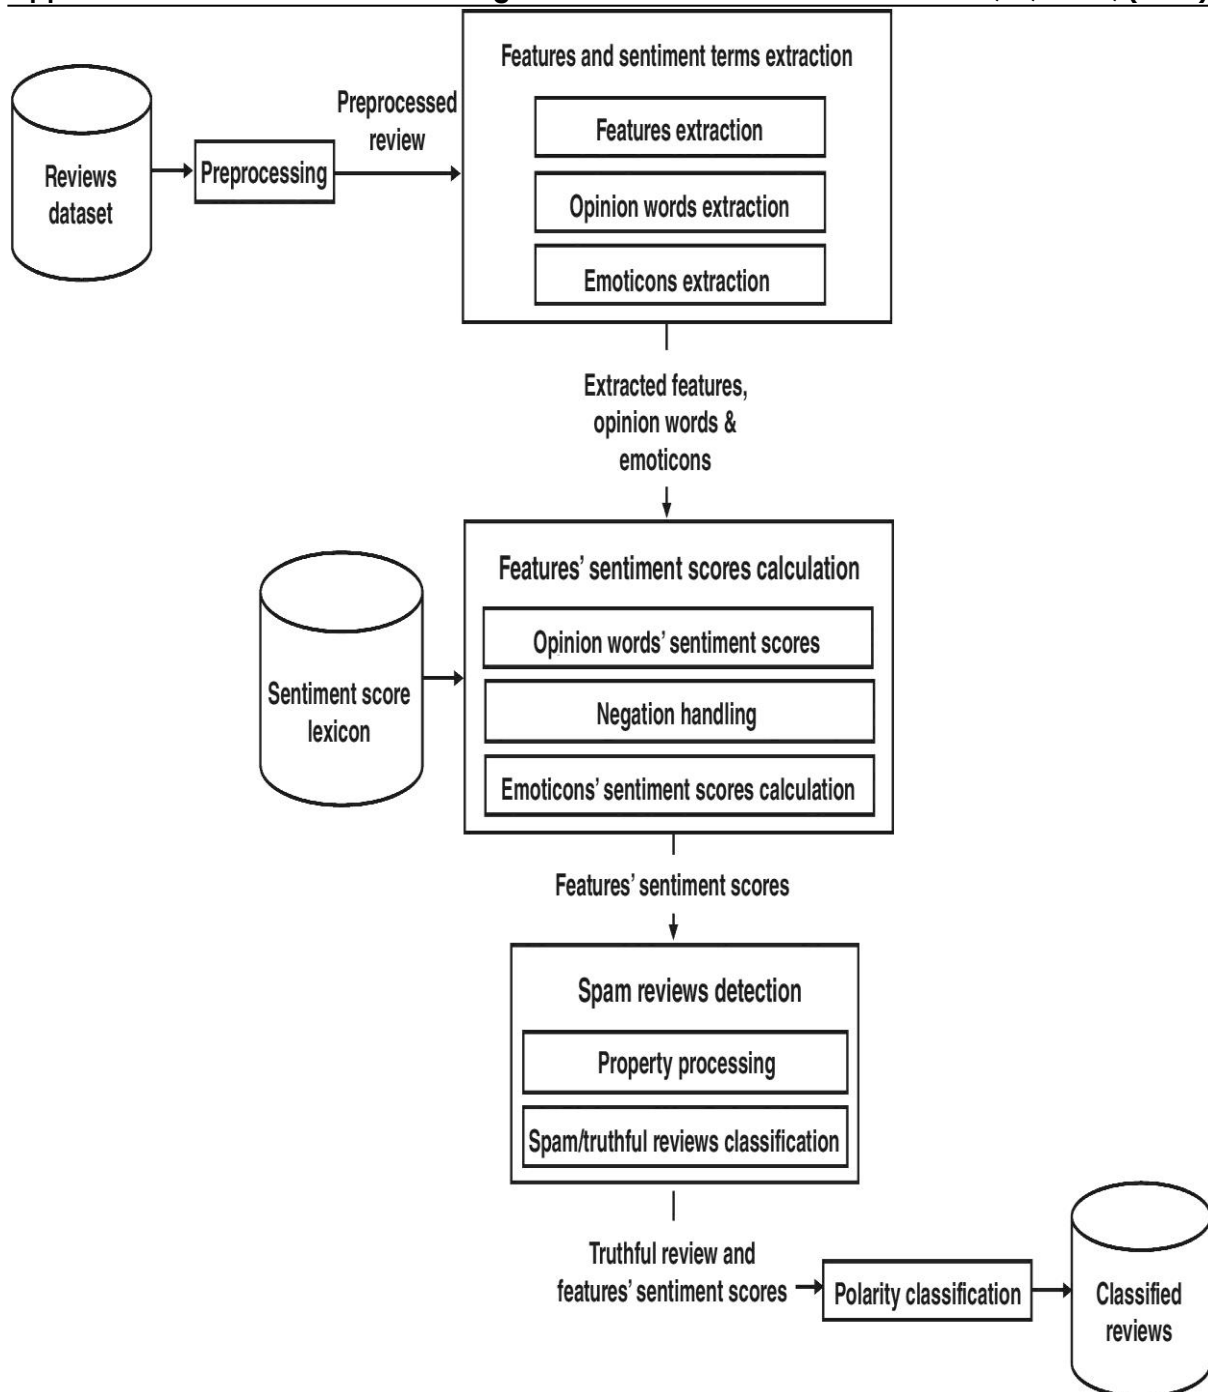 Features and sentiment terms extraction
Features extraction
Opinion words extraction
Emoticons extraction
Reviews
dataset
Preprocessing
Preprocessed
review
Extracted features,
opinion words &
emoticons
Features’ sentiment scores calculation
Opinion words’ sentiment scores
Negation handling
Emoticons’ sentiment scores calculation
Sentiment score
lexicon
Features’ sentiment scores
Spam reviews detection
Property processing
Spam/truthful reviews classification
Truthful review and
features’ sentiment scores
Polarity classification
Classified
reviews